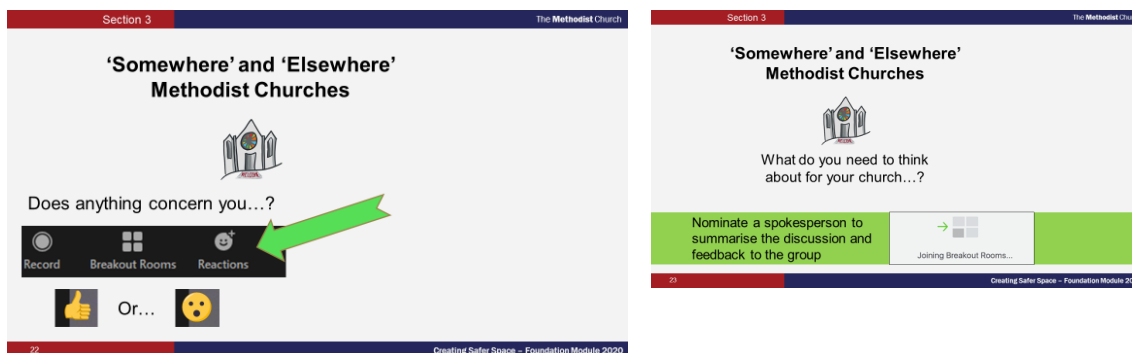 Section 3
The Methodist Church
‘Somewhere’ and ‘Elsewhere’
Methodist Churches
Does anything concern you…?
Record
Breakout Rooms
Reactions
Or…
22
Creating Safer Space – Foundation Module 2020
Section 3
The Methodist Chu
‘Somewhere’ and ‘Elsewhere’
Methodist Churches
What do you need to think
about for your church…?
Nominate a spokesperson to
summarise the discussion and
feedback to the group
Joining Breakout Rooms...
23
Creating Safer Space – Foundation Module 20